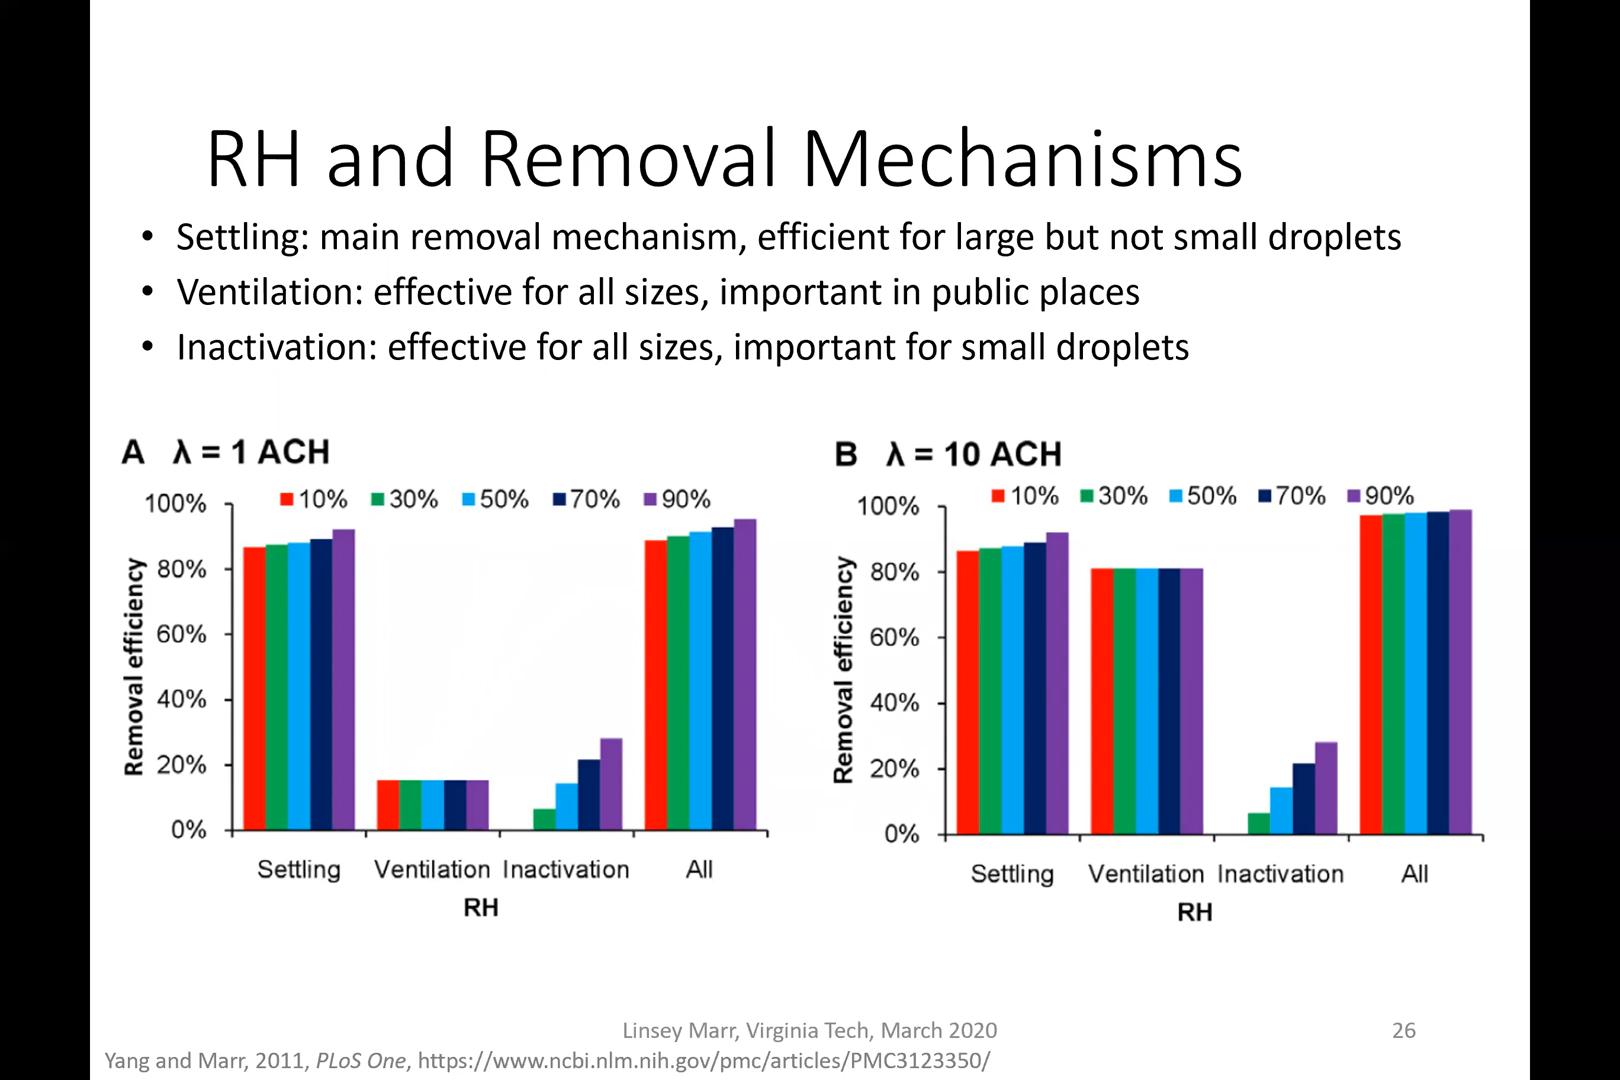 RH and Removal Mechanisms
• Settling: main removal mechanism, efficient for large but not small droplets
• Ventilation: effective for all sizes, important in public places
• Inactivation: effective for all sizes, important for small droplets
A λ = 1 ACH
10% 30% 50% 70% 90%
Removal efficiency
100%
80%
60%
40%
20%
0%
Settling Ventilation Inactivation All
RH
B λ = 10 ACH
10% 30% 50% 70% 90%
Removal efficiency
100%
80%
60%
40%
20%
0%
Settling Ventilation Inactivation All
RH
Linsey Marr, Virginia Tech, March 2020
26
Yang and Marr, 2011, PLoS One, https://www.ncbi.nlm.nih.gov/pmc/articles/PMC3123350/